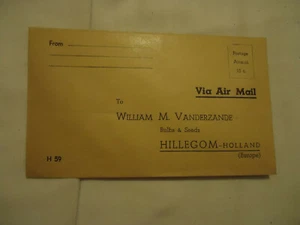 From
Postage
Via Air Mail
To
WILLIAM M. VANDERZANDE
Bulbs & Seeds
HILLEGOM-HOLLAND
(Europe)
H 59